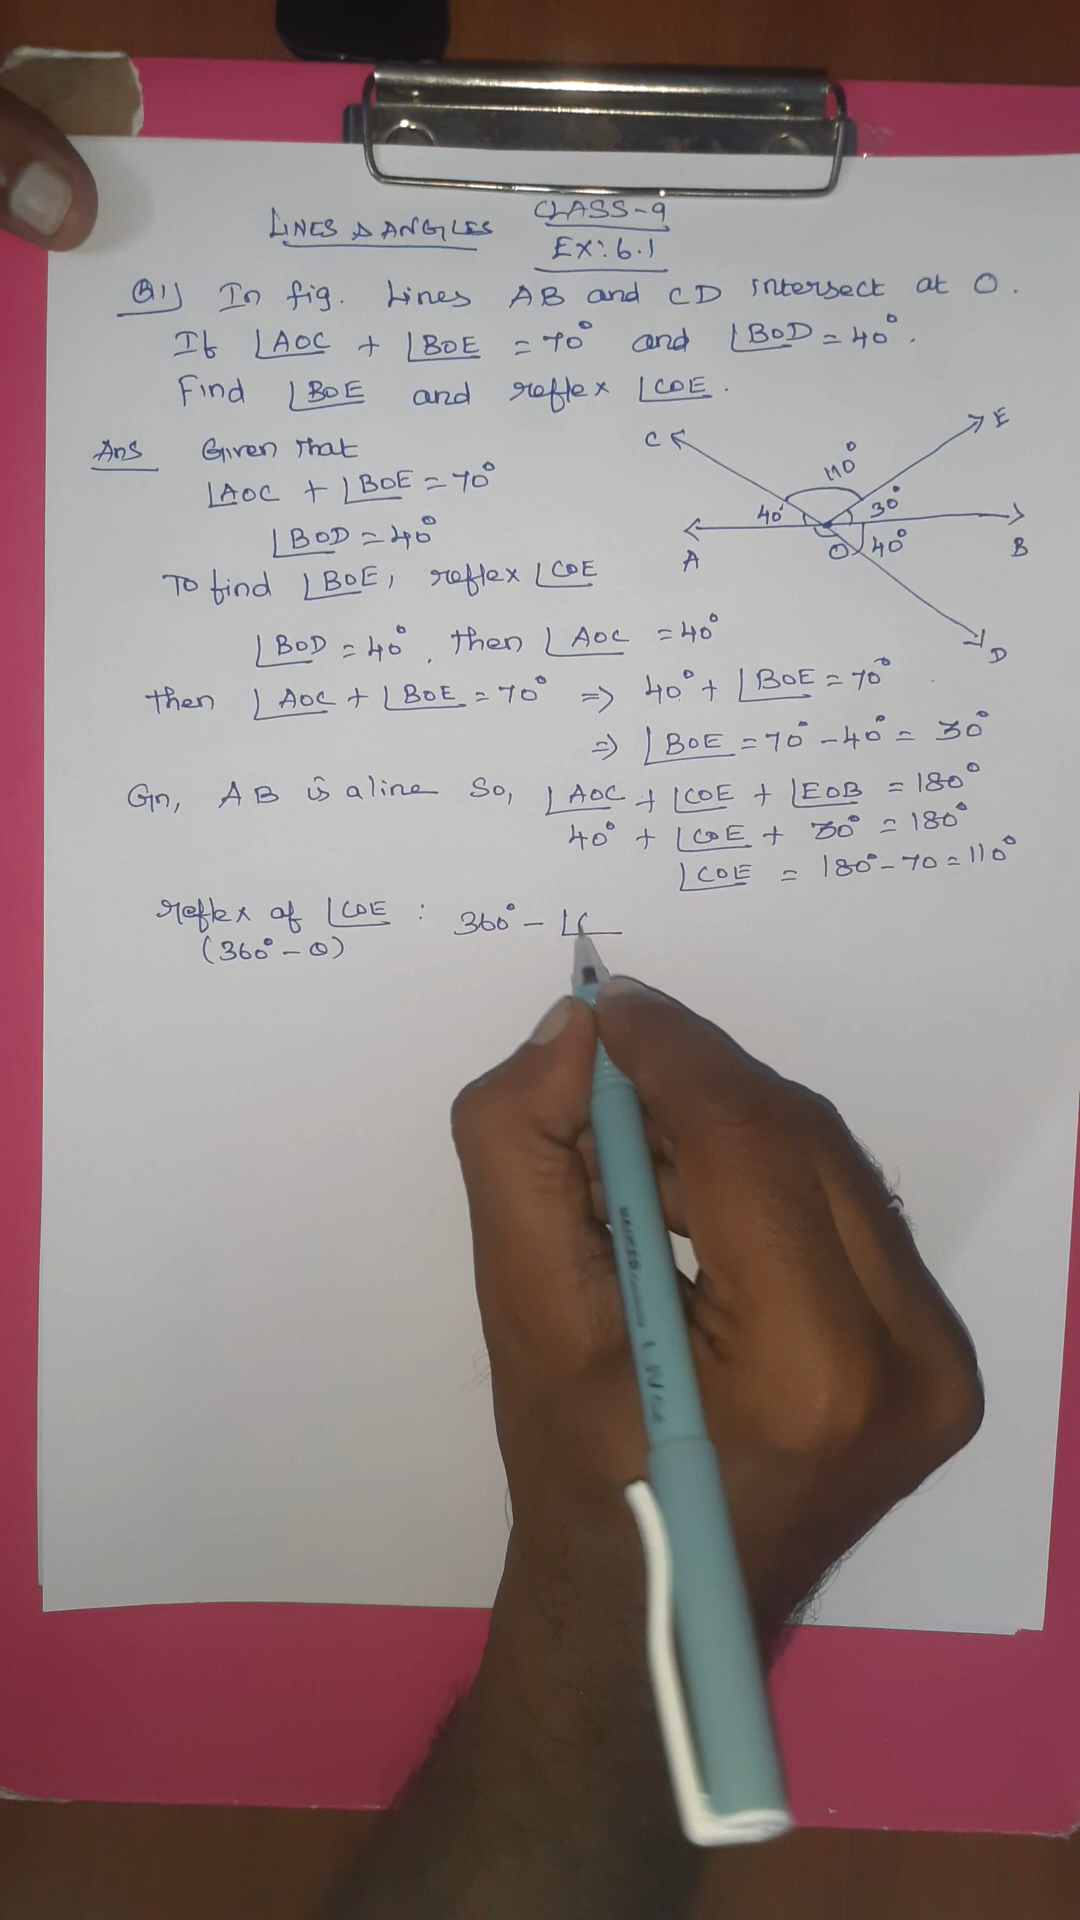 CLASS-9
LINES & ANGLES
EX: 6.1
Q1) In fig. Lines AB and CD intersect at O.
If ∠AOC + ∠BOE = 70° and ∠BOD = 40°.
Find ∠BOE and reflex ∠COE.
Ans Given that
∠AOC + ∠BOE = 70°
∠BOD = 40°
To find ∠BOE, reflex ∠COE
C E
110°
40° 30°
A O 40° B
D
∠BOD = 40°, then ∠AOC = 40°
then ∠AOC + ∠BOE = 70° ⇒ 40° + ∠BOE = 70°
⇒ ∠BOE = 70° - 40° = 30°
Gn, AB is a line So, ∠AOC + ∠COE + ∠EOB = 180°
40° + ∠COE + 30° = 180°
∠COE = 180° - 70 = 110°
reflex of ∠COE : 360° - ∠C
(360° - θ)